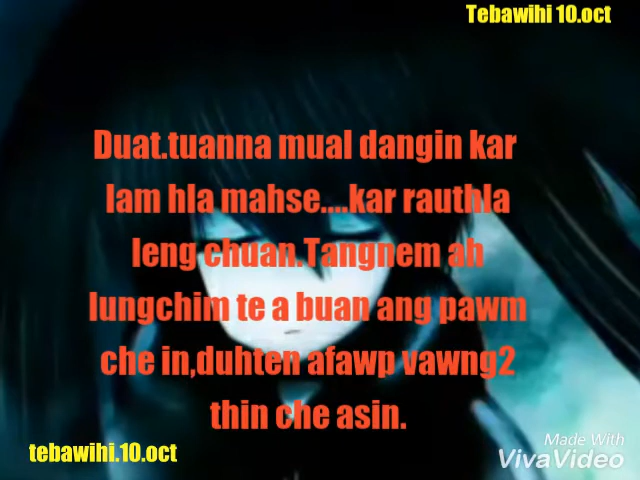 Tebawihi 10.oct
Duat.tuanna mual dangin kar
lam hla mahse....kar rauthla
leng chuan.Tangnem ah
lungchim te a buan ang pawm
che in,duhten afawp vawng2
thin che asin.
tebawihi.10.oct
Made With
VivaVideo